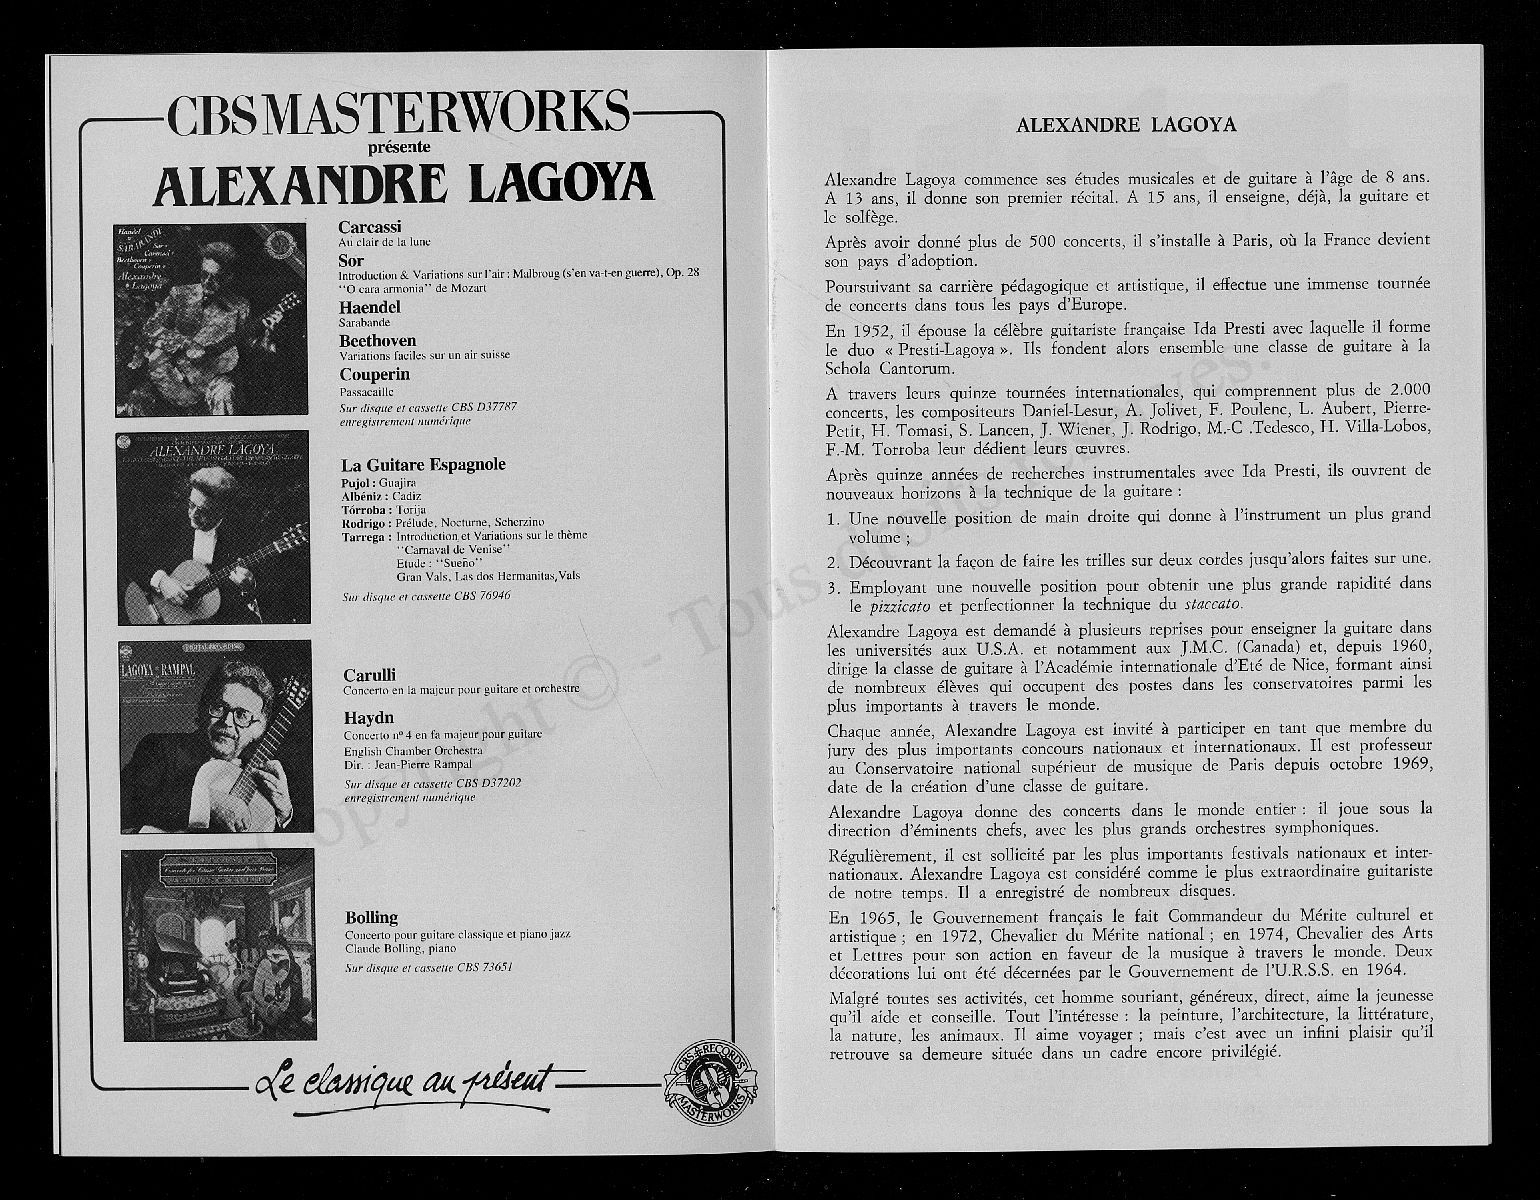 CBS MASTERWORKS
présente
ALEXANDRE LAGOYA
Haendel
SARABANDE
Sor
Carcassi
Beethoven
Couperin
Alexandre
Lagoya
Carcassi
Au clair de la lune
Sor
Introduction & Variations sur l'air : Malbroug (s'en va-t-en guerre), Op. 28
"O cara armonia" de Mozart
Haendel
Sarabande
Beethoven
Variations faciles sur un air suisse
Couperin
Passacaille
Sur disque et cassette CBS D37787
enregistrement numérique
ALEXANDRE LAGOYA
La Guitare Espagnole
Pujol : Guajira
Albéniz : Cadiz
Tórroba : Torija
Rodrigo : Prélude, Nocturne, Scherzino
Tarrega : Introduction et Variations sur le thème
"Carnaval de Venise"
Etude : "Sueño"
Gran Vals, Las dos Hermanitas, Vals
Sur disque et cassette CBS 76946
LAGOYA RAMPAL
Carulli
Concerto en la majeur pour guitare et orchestre
Haydn
Concerto nº 4 en fa majeur pour guitare
English Chamber Orchestra
Dir. : Jean-Pierre Rampal
Sur disque et cassette CBS D37202
enregistrement numérique
Concerto for Classic Guitar and Jazz Piano
Bolling
Concerto pour guitare classique et piano jazz
Claude Bolling, piano
Sur disque et cassette CBS 73651
Le classique au présent
CBS RECORDS
MASTERWORKS
ALEXANDRE LAGOYA
Alexandre Lagoya commence ses études musicales et de guitare à l'âge de 8 ans.
A 13 ans, il donne son premier récital. A 15 ans, il enseigne, déjà, la guitare et
le solfège.
Après avoir donné plus de 500 concerts, il s'installe à Paris, où la France devient
son pays d'adoption.
Poursuivant sa carrière pédagogique et artistique, il effectue une immense tournée
de concerts dans tous les pays d'Europe.
En 1952, il épouse la célèbre guitariste française Ida Presti avec laquelle il forme
le duo « Presti-Lagoya ». Ils fondent alors ensemble une classe de guitare à la
Schola Cantorum.
A travers leurs quinze tournées internationales, qui comprennent plus de 2.000
concerts, les compositeurs Daniel-Lesur, A. Jolivet, F. Poulenc, L. Aubert, Pierre-
Petit, H. Tomasi, S. Lancen, J. Wiener, J. Rodrigo, M.-C .Tedesco, H. Villa-Lobos,
F.-M. Torroba leur dédient leurs œuvres.
Après quinze années de recherches instrumentales avec Ida Presti, ils ouvrent de
nouveaux horizons à la technique de la guitare :
1. Une nouvelle position de main droite qui donne à l'instrument un plus grand
volume ;
2. Découvrant la façon de faire les trilles sur deux cordes jusqu'alors faites sur une.
3. Employant une nouvelle position pour obtenir une plus grande rapidité dans
le pizzicato et perfectionner la technique du staccato.
Alexandre Lagoya est demandé à plusieurs reprises pour enseigner la guitare dans
les universités aux U.S.A. et notamment aux J.M.C. (Canada) et, depuis 1960,
dirige la classe de guitare à l'Académie internationale d'Eté de Nice, formant ainsi
de nombreux élèves qui occupent des postes dans les conservatoires parmi les
plus importants à travers le monde.
Chaque année, Alexandre Lagoya est invité à participer en tant que membre du
jury des plus importants concours nationaux et internationaux. Il est professeur
au Conservatoire national supérieur de musique de Paris depuis octobre 1969,
date de la création d'une classe de guitare.
Alexandre Lagoya donne des concerts dans le monde entier : il joue sous la
direction d'éminents chefs, avec les plus grands orchestres symphoniques.
Régulièrement, il est sollicité par les plus importants festivals nationaux et inter-
nationaux. Alexandre Lagoya est considéré comme le plus extraordinaire guitariste
de notre temps. Il a enregistré de nombreux disques.
En 1965, le Gouvernement français le fait Commandeur du Mérite culturel et
artistique ; en 1972, Chevalier du Mérite national ; en 1974, Chevalier des Arts
et Lettres pour son action en faveur de la musique à travers le monde. Deux
décorations lui ont été décernées par le Gouvernement de l'U.R.S.S. en 1964.
Malgré toutes ses activités, cet homme souriant, généreux, direct, aime la jeunesse
qu'il aide et conseille. Tout l'intéresse : la peinture, l'architecture, la littérature,
la nature, les animaux. Il aime voyager ; mais c'est avec un infini plaisir qu'il
retrouve sa demeure située dans un cadre encore privilégié.
Copyright © - Tous droits réservés.